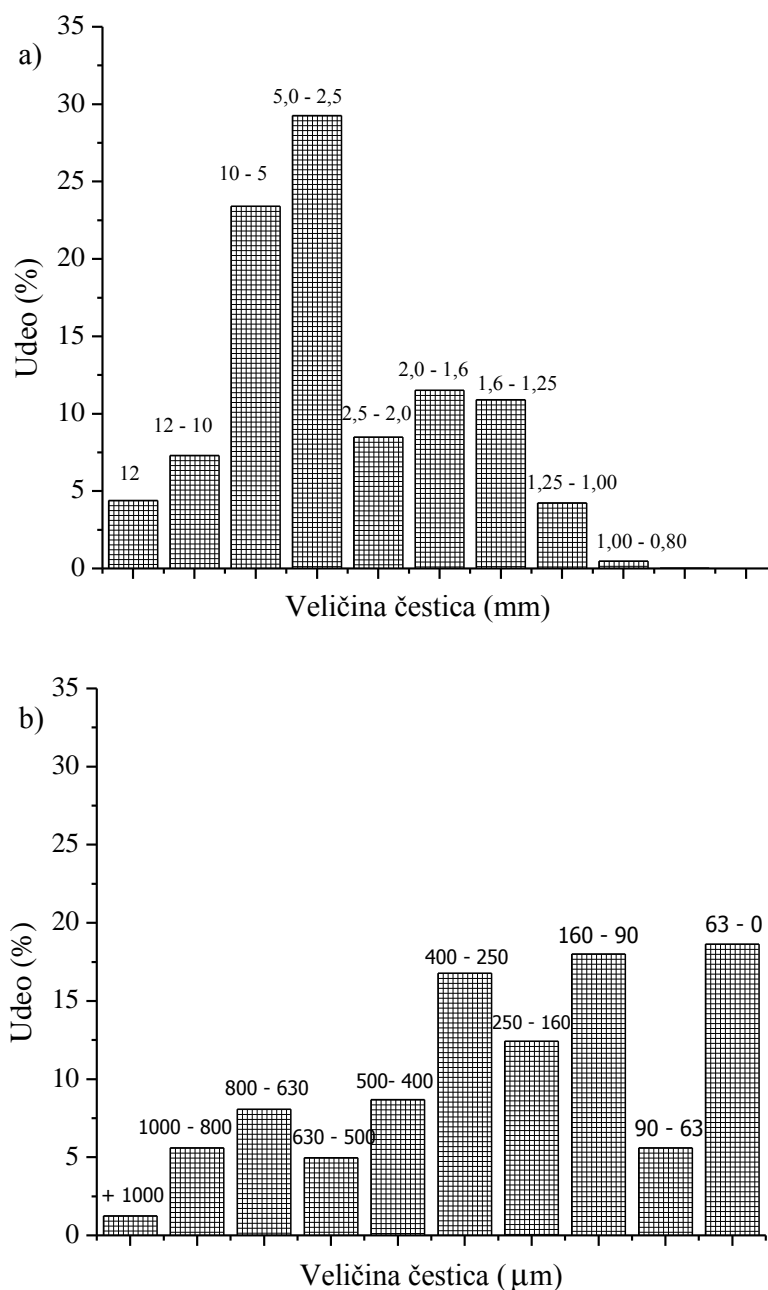 a)
35
30
25
20
15
10
5
0
Udeo (%)
12
12 - 10
10 - 5
5,0 - 2,5
2,5 - 2,0
2,0 - 1,6
1,6 - 1,25
1,25 - 1,00
1,00 - 0,80
Veličina čestica (mm)
b)
35
30
25
20
15
10
5
0
Udeo (%)
+ 1000
1000 - 800
800 - 630
630 - 500
500- 400
400 - 250
250 - 160
160 - 90
90 - 63
63 - 0
Veličina čestica (μm)